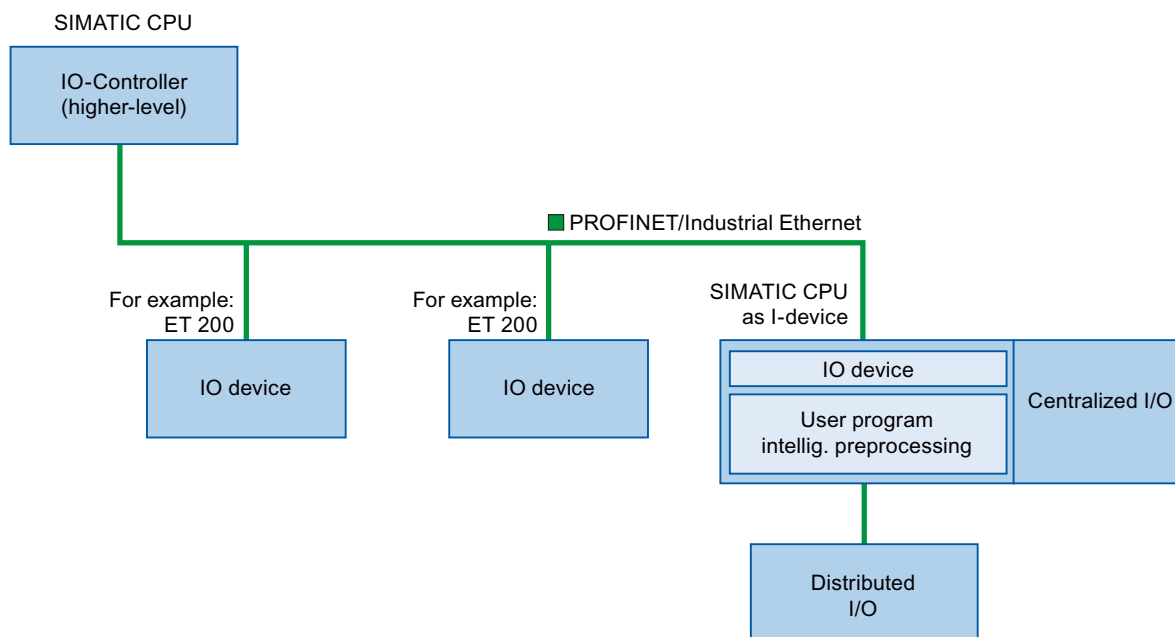 SIMATIC CPU
IO-Controller
(higher-level)
PROFINET/Industrial Ethernet
For example:
ET 200
IO device
For example:
ET 200
IO device
SIMATIC CPU
as I-device
IO device
User program
intellig. preprocessing
Centralized I/O
Distributed
I/O